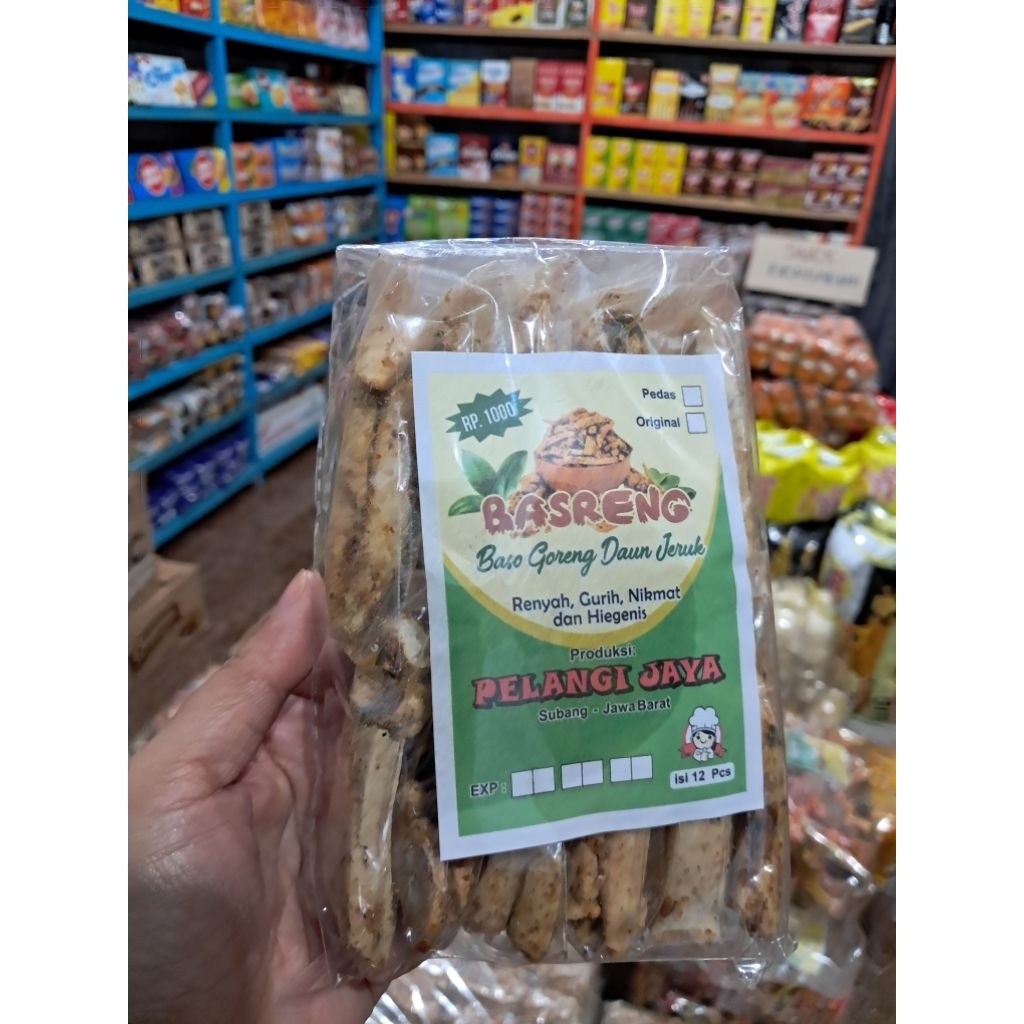 RP. 1000
Pedas
Original
BASRENG
Baso Goreng Daun Jeruk
Renyah, Gurih, Nikmat
dan Hiegenis
Produksi:
PELANGI JAYA
Subang - Jawa Barat
EXP :
isi 12 Pcs